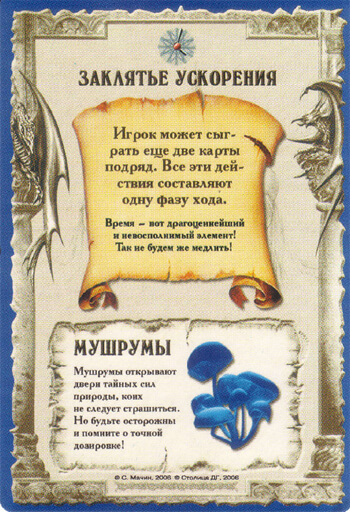 ЗАКЛЯТЬЕ УСКОРЕНИЯ
Игрок может сыг-
рать еще две карты
подряд. Все эти дей-
ствия составляют
одну фазу хода.
Время – вот драгоценнейший
и невосполнимый элемент!
Так не будем же медлить!
МУШРУМЫ
Мушрумы открывают
двери тайных сил
природы, коих
не следует страшиться.
Но будьте осторожны
и помните о точной
дозировке!
© С. Мачин, 2006 © Столица ДГ, 2006